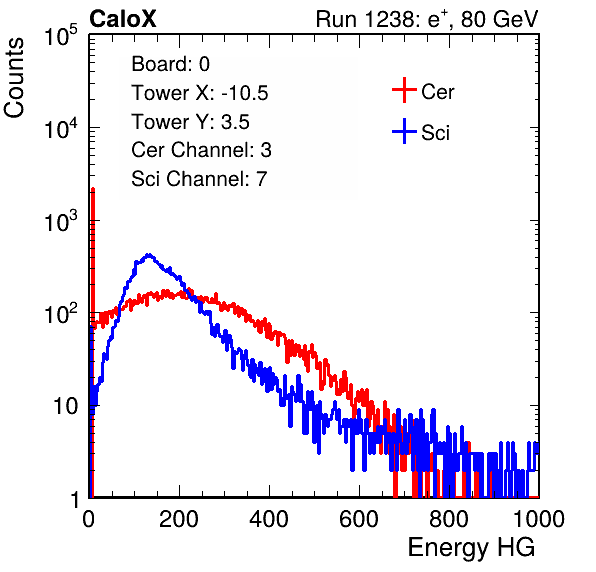 CaloX Run 1238: e⁺, 80 GeV
Board: 0
Tower X: -10.5
Tower Y: 3.5
Cer Channel: 3
Sci Channel: 7
Cer
Sci
Counts
10⁵
10⁴
10³
10²
10
1
0 200 400 600 800 1000
Energy HG